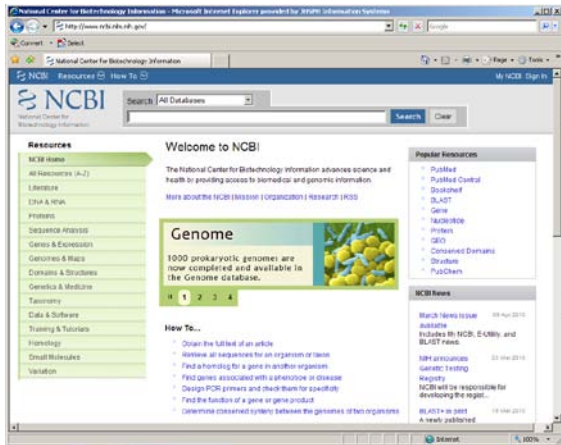 National Center for Biotechnology Information - Microsoft Internet Explorer provided by JHSPH Information Systems
http://www.ncbi.nlm.nih.gov/
Google
Convert
Select
National Center for Biotechnology Information
Page
Tools
NCBI Resources How To
My NCBI Sign In
NCBI
National Center for
Biotechnology Information
Search All Databases
Search Clear
Resources
NCBI Home
All Resources (A-Z)
Literature
DNA & RNA
Proteins
Sequence Analysis
Genes & Expression
Genomes & Maps
Domains & Structures
Genetics & Medicine
Taxonomy
Data & Software
Training & Tutorials
Homology
Small Molecules
Variation
Welcome to NCBI
The National Center for Biotechnology Information advances science and
health by providing access to biomedical and genomic information.
More about the NCBI | Mission | Organization | Research | RSS
Genome
1000 prokaryotic genomes are
now completed and available in
the Genome database.
1 2 3 4
How To...
Obtain the full text of an article
Retrieve all sequences for an organism or taxon
Find a homolog for a gene in another organism
Find genes associated with a phenotype or disease
Design PCR primers and check them for specificity
Find the function of a gene or gene product
Determine conserved synteny between the genomes of two organisms
Popular Resources
PubMed
PubMed Central
Bookshelf
BLAST
Gene
Nucleotide
Protein
GEO
Conserved Domains
Structure
PubChem
NCBI News
March News Issue
Available
Includes NCBI, E-Utility, and
BLAST news.
NIH announces
Genetic Testing
Registry
NCBI will be responsible for
developing the regist...
BLAST+ in print
A newly published
Internet
100%